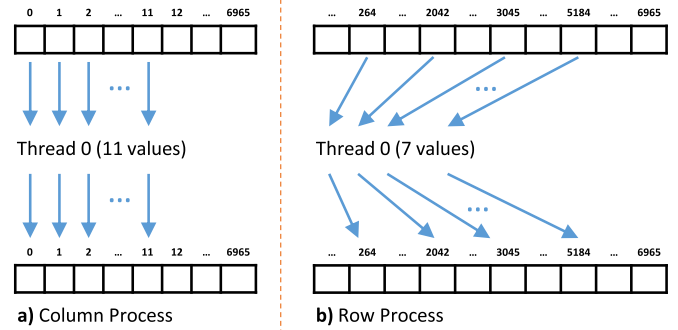 0 1 2 ... 11 12 ... 6965
... 264 ... 2042 ... 3045 ... 5184 ... 6965
...
...
Thread 0 (11 values)
Thread 0 (7 values)
...
...
0 1 2 ... 11 12 ... 6965
... 264 ... 2042 ... 3045 ... 5184 ... 6965
a) Column Process
b) Row Process